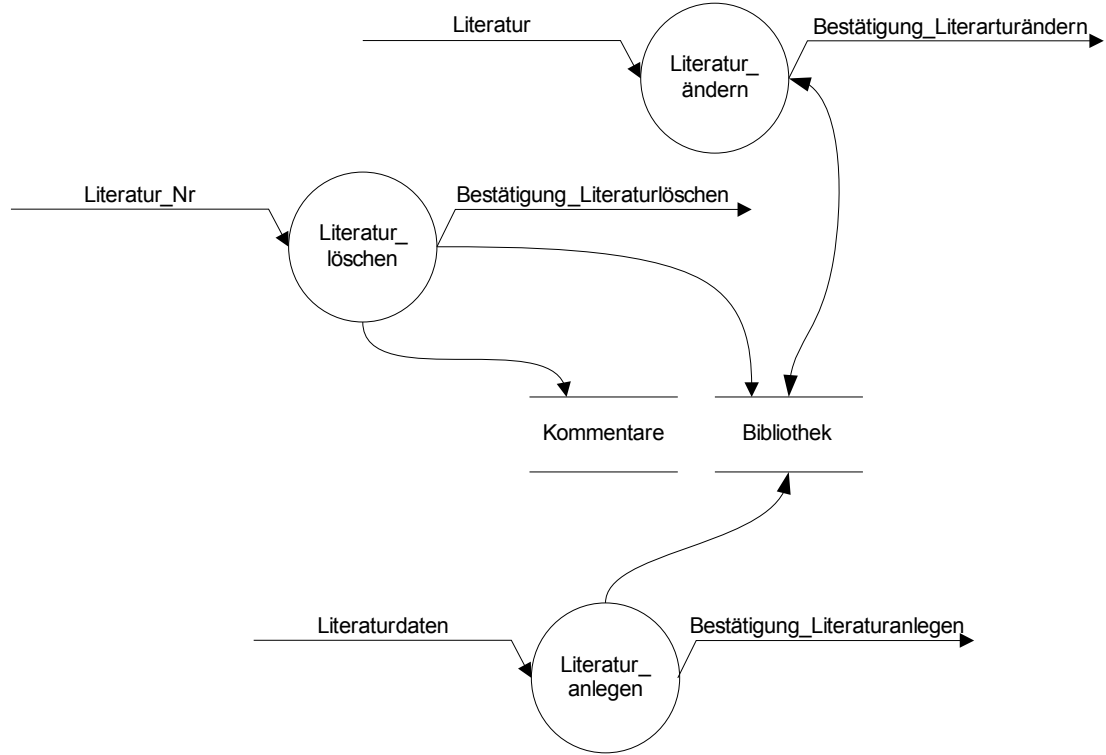 Literatur
Bestätigung_Literarturändern
Literatur_
ändern
Literatur_Nr
Bestätigung_Literaturlöschen
Literatur_
löschen
Kommentare
Bibliothek
Literaturdaten
Bestätigung_Literaturanlegen
Literatur_
anlegen